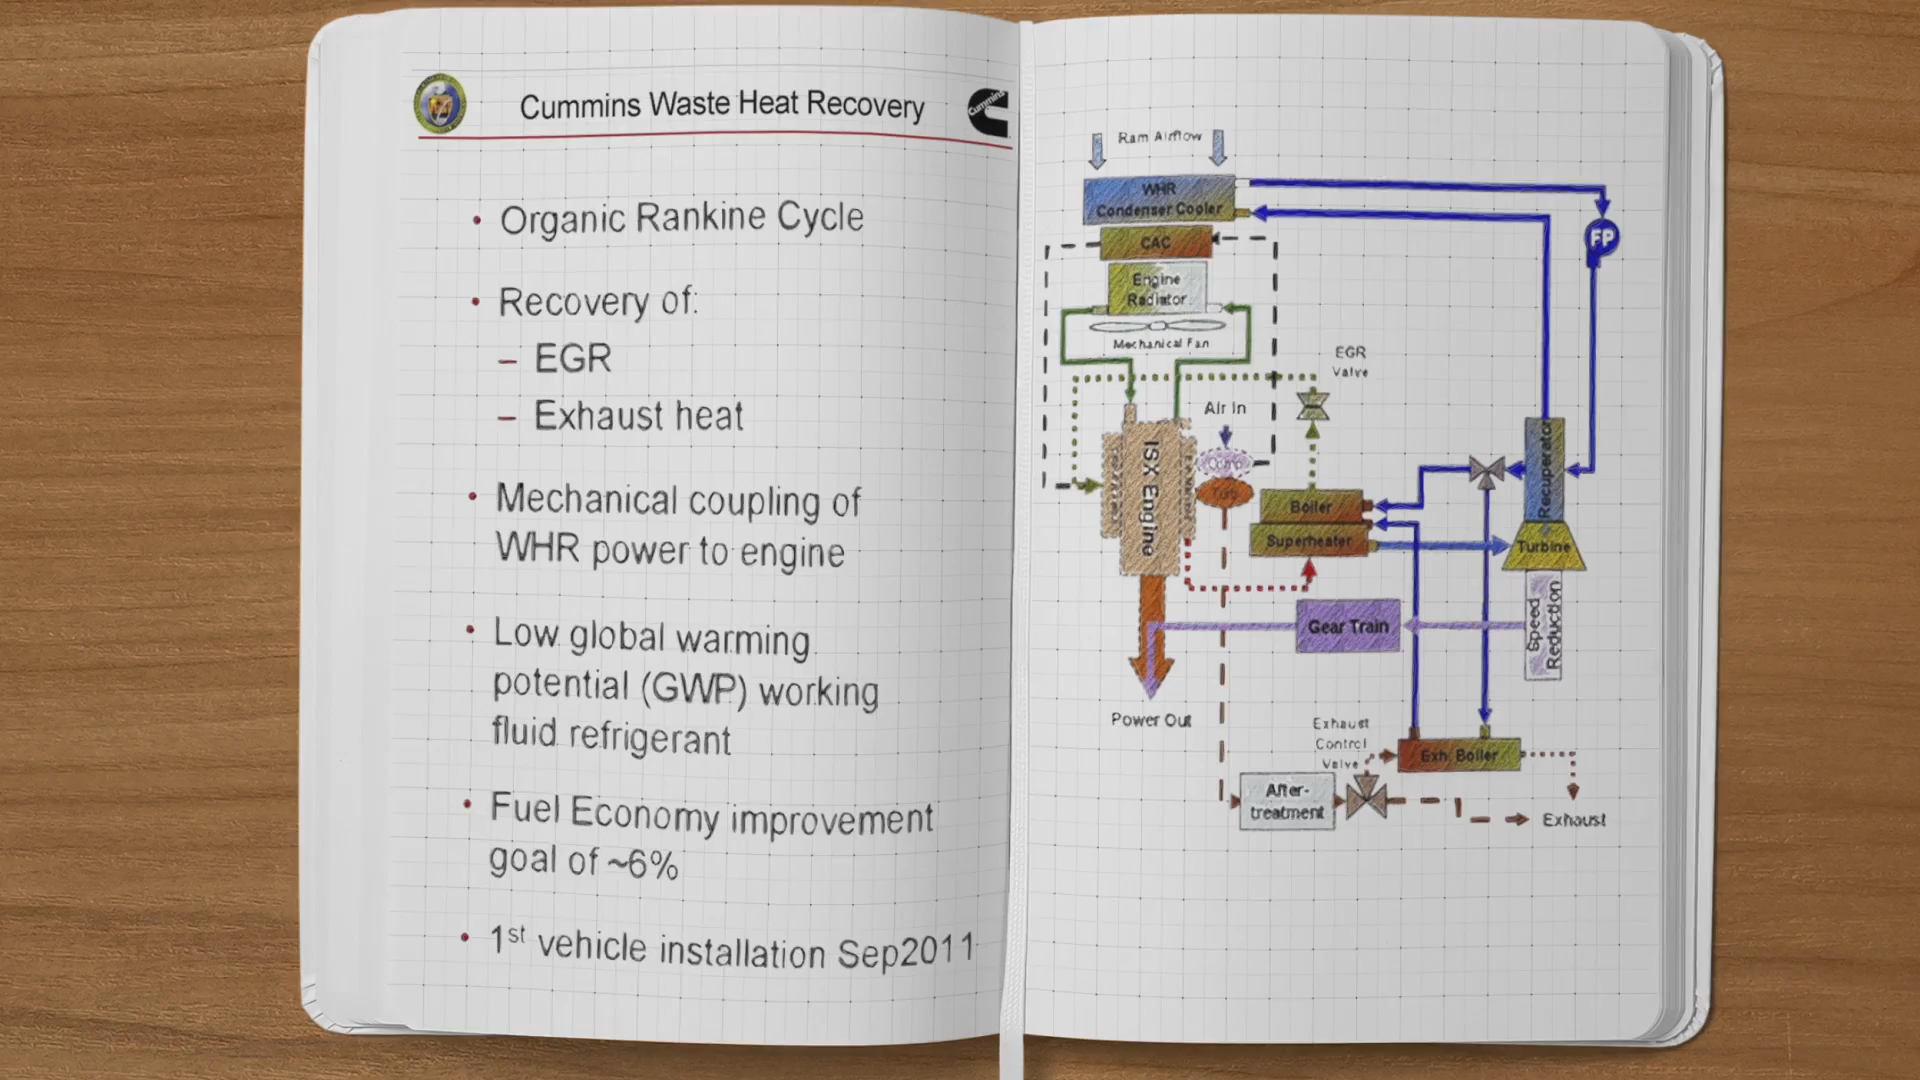 Cummins Waste Heat Recovery
Cummins
• Organic Rankine Cycle
• Recovery of:
– EGR
– Exhaust heat
• Mechanical coupling of
WHR power to engine
• Low global warming
potential (GWP) working
fluid refrigerant
• Fuel Economy improvement
goal of ~6%
• 1st vehicle installation Sep2011
Ram Airflow
WHR
Condenser Cooler
FP
CAC
Engine
Radiator
Mechanical Fan
EGR
Valve
Air In
Comp
Turb
ISX Engine
Boiler
Superheater
Recuperator
Turbine
Speed
Reduction
Gear Train
Power Out
Exhaust
Control
Valve
Exh. Boiler
After-
treatment
Exhaust